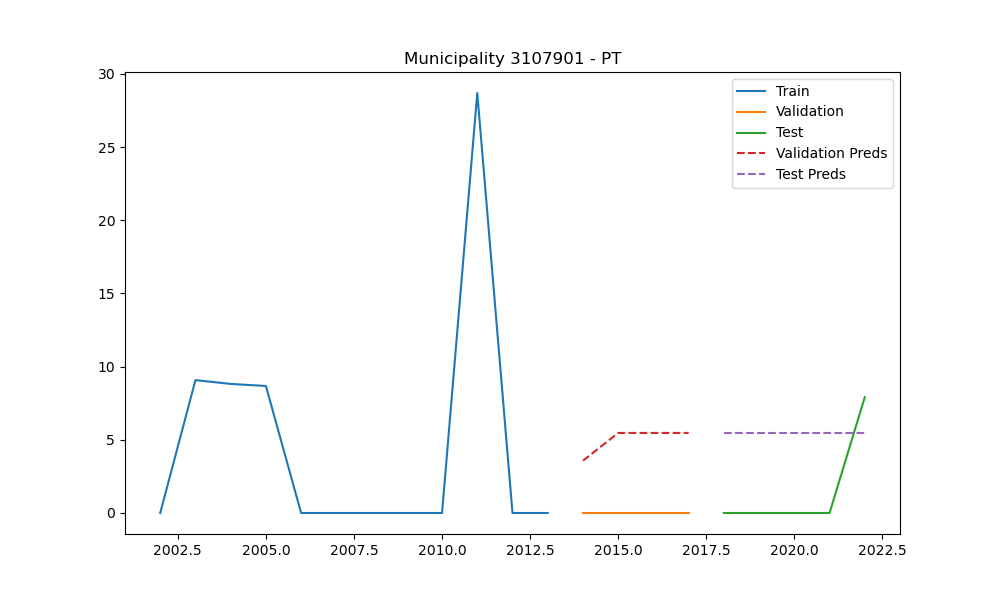 Municipality 3107901 - PT
30
25
20
15
10
5
0
Train
Validation
Test
Validation Preds
Test Preds
2002.5 2005.0 2007.5 2010.0 2012.5 2015.0 2017.5 2020.0 2022.5